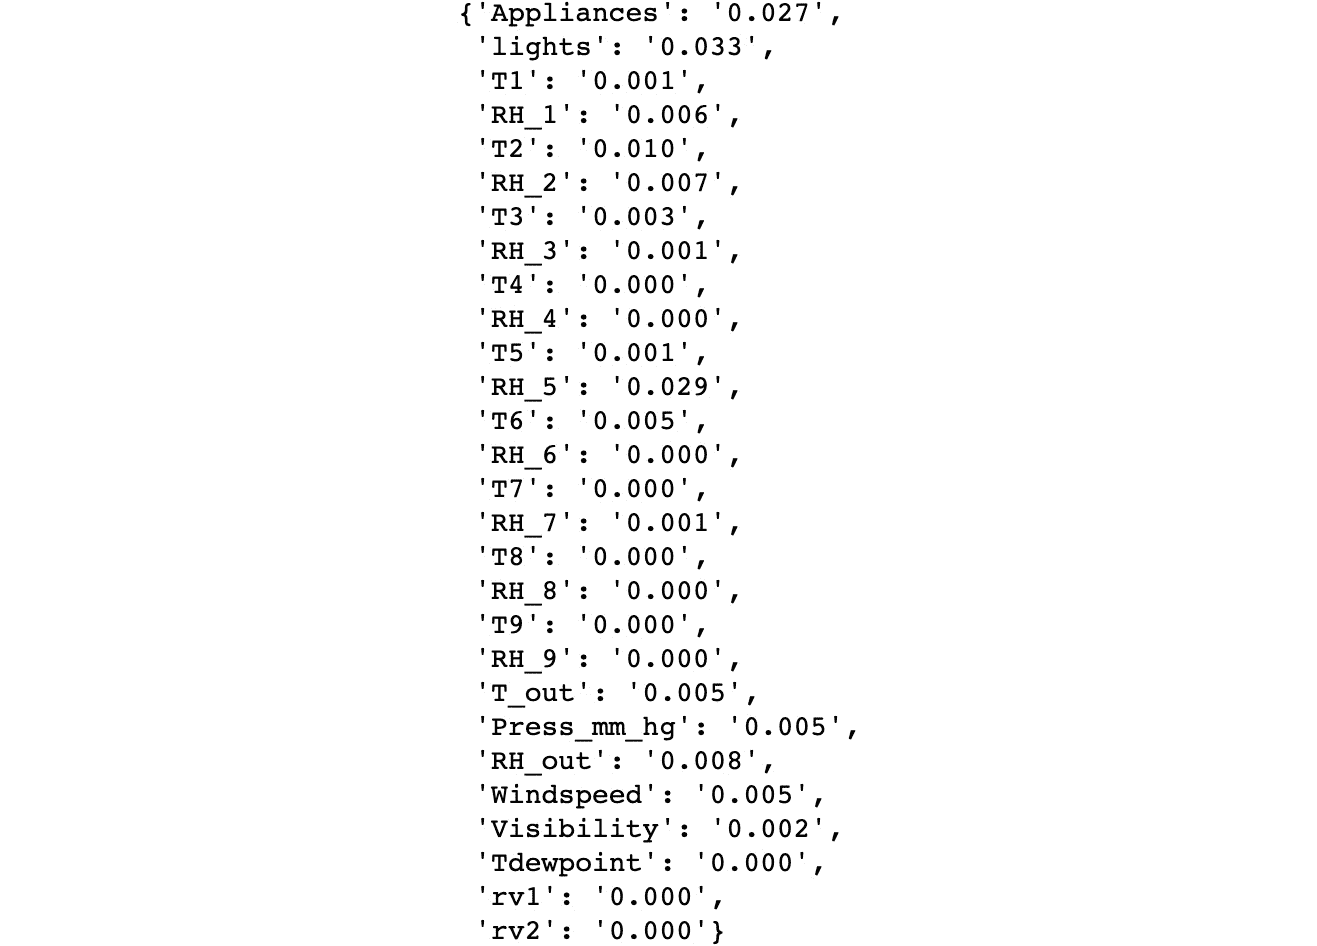 {'Appliances': '0.027',
'lights': '0.033',
'T1': '0.001',
'RH_1': '0.006',
'T2': '0.010',
'RH_2': '0.007',
'T3': '0.003',
'RH_3': '0.001',
'T4': '0.000',
'RH_4': '0.000',
'T5': '0.001',
'RH_5': '0.029',
'T6': '0.005',
'RH_6': '0.000',
'T7': '0.000',
'RH_7': '0.001',
'T8': '0.000',
'RH_8': '0.000',
'T9': '0.000',
'RH_9': '0.000',
'T_out': '0.005',
'Press_mm_hg': '0.005',
'RH_out': '0.008',
'Windspeed': '0.005',
'Visibility': '0.002',
'Tdewpoint': '0.000',
'rv1': '0.000',
'rv2': '0.000'}